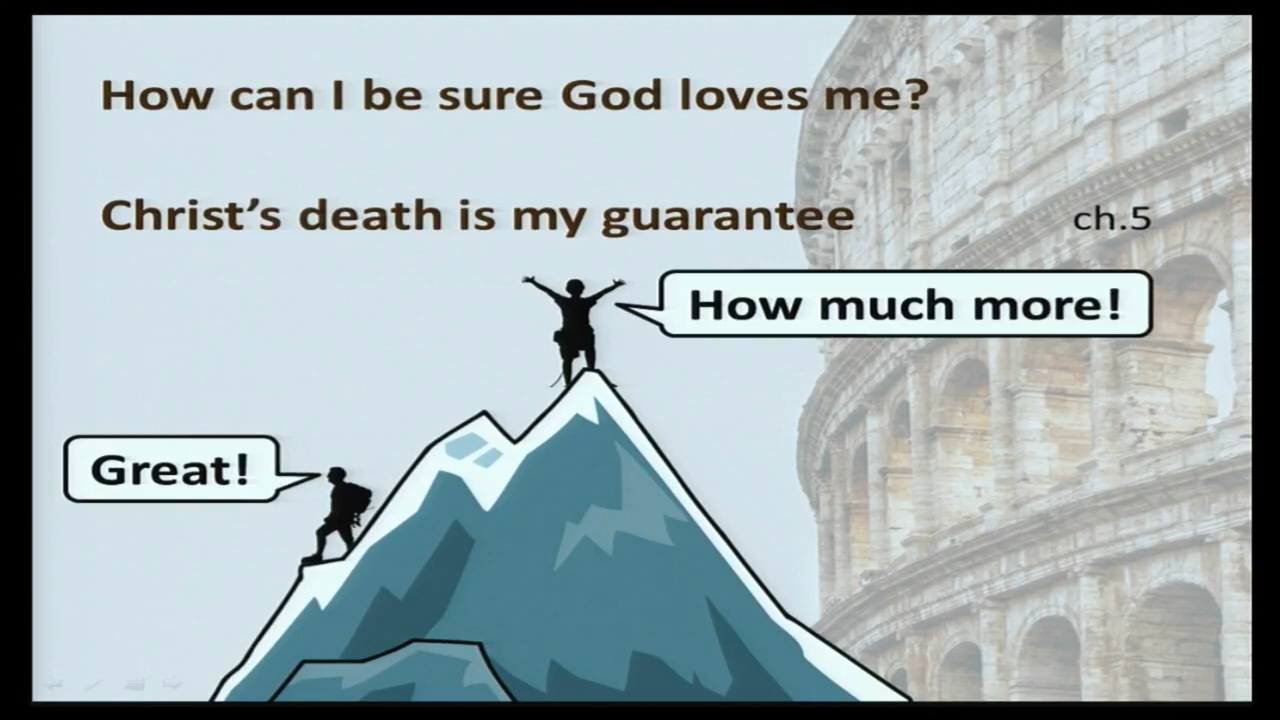 How can I be sure God loves me?
Christ's death is my guarantee
ch.5
How much more!
Great!